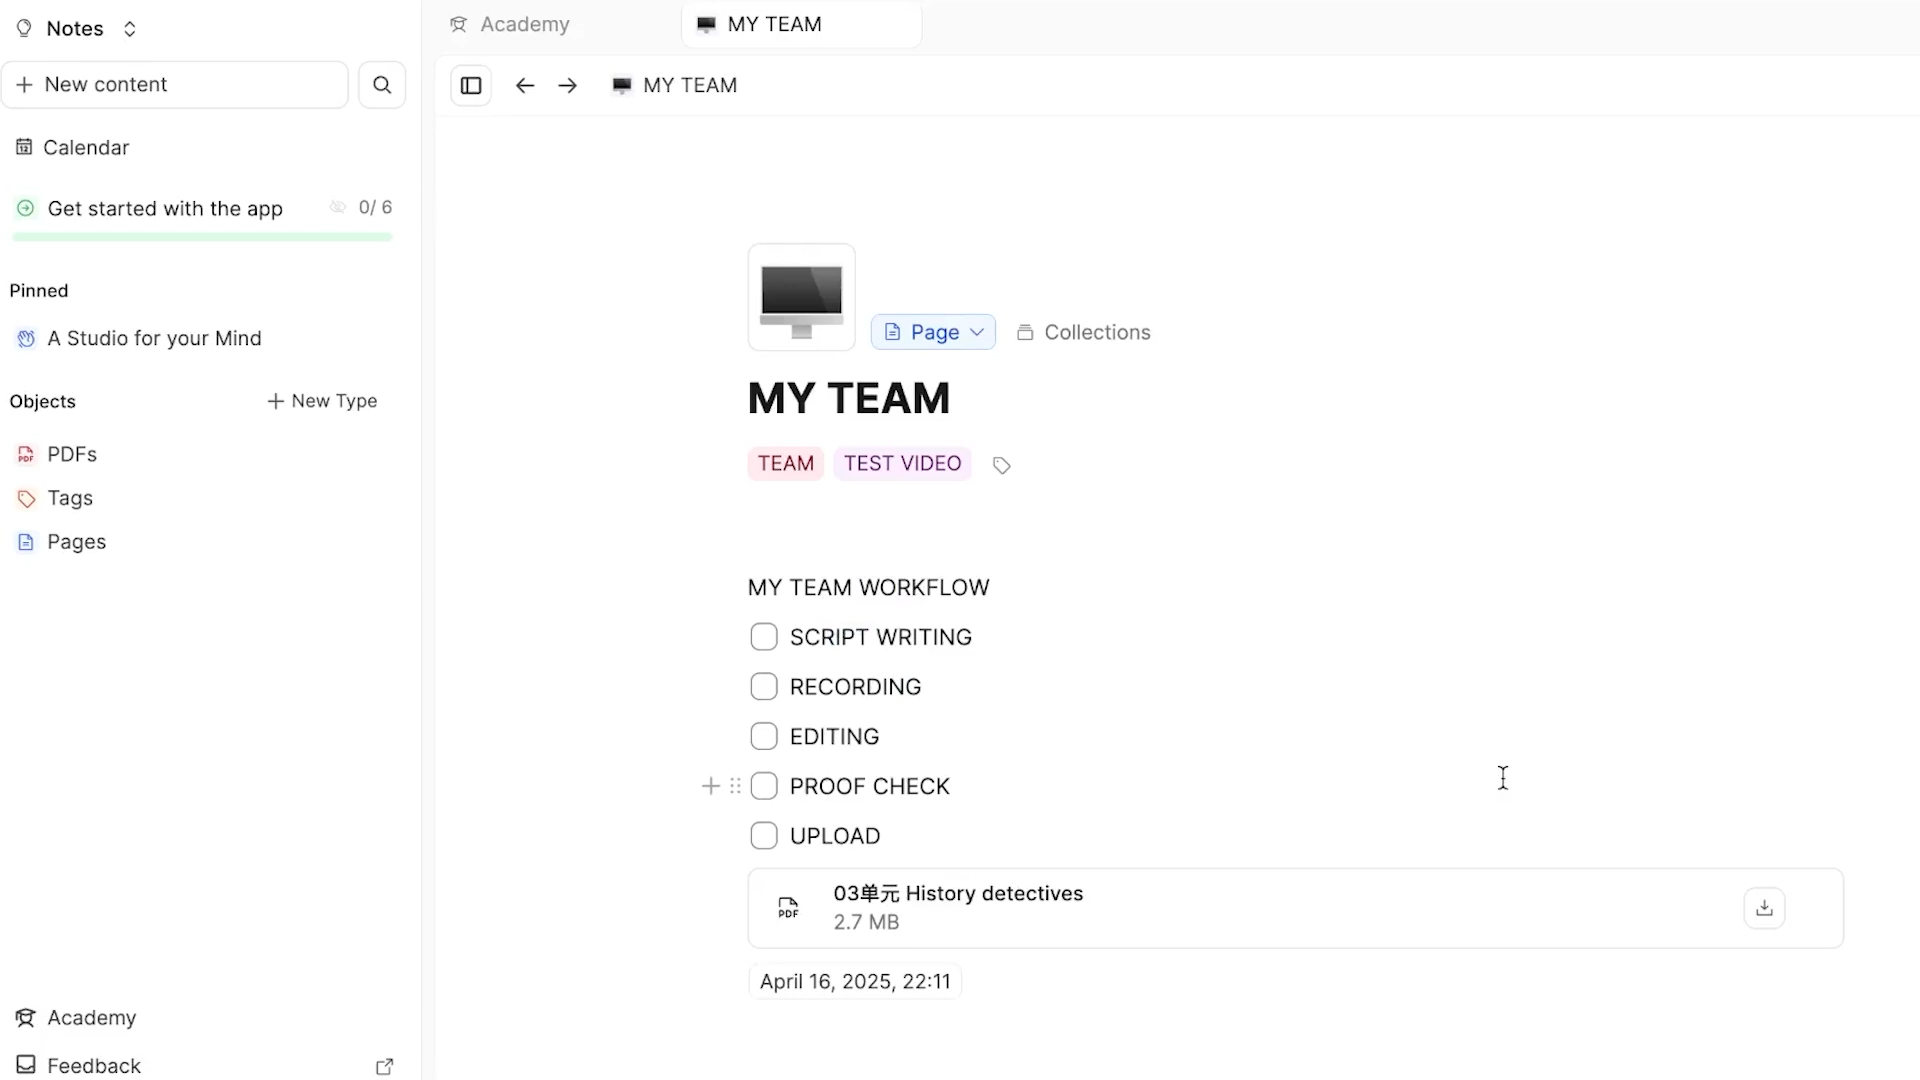 Notes
New content
Calendar
Get started with the app 0/ 6
Pinned
A Studio for your Mind
Objects
New Type
PDFs
Tags
Pages
Academy
Feedback
Academy
MY TEAM
MY TEAM
Page
Collections
MY TEAM
TEAM
TEST VIDEO
MY TEAM WORKFLOW
SCRIPT WRITING
RECORDING
EDITING
PROOF CHECK
UPLOAD
PDF
03单元 History detectives
2.7 MB
April 16, 2025, 22:11